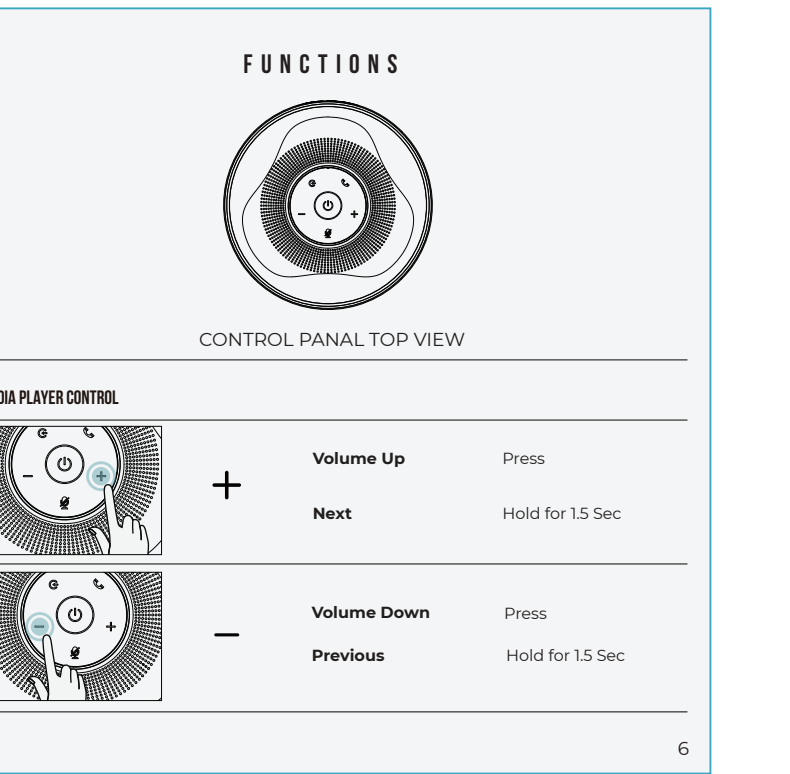 FUNCTIONS
CONTROL PANAL TOP VIEW
DIA PLAYER CONTROL
+ Volume Up Press
Next Hold for 1.5 Sec
− Volume Down Press
Previous Hold for 1.5 Sec
6